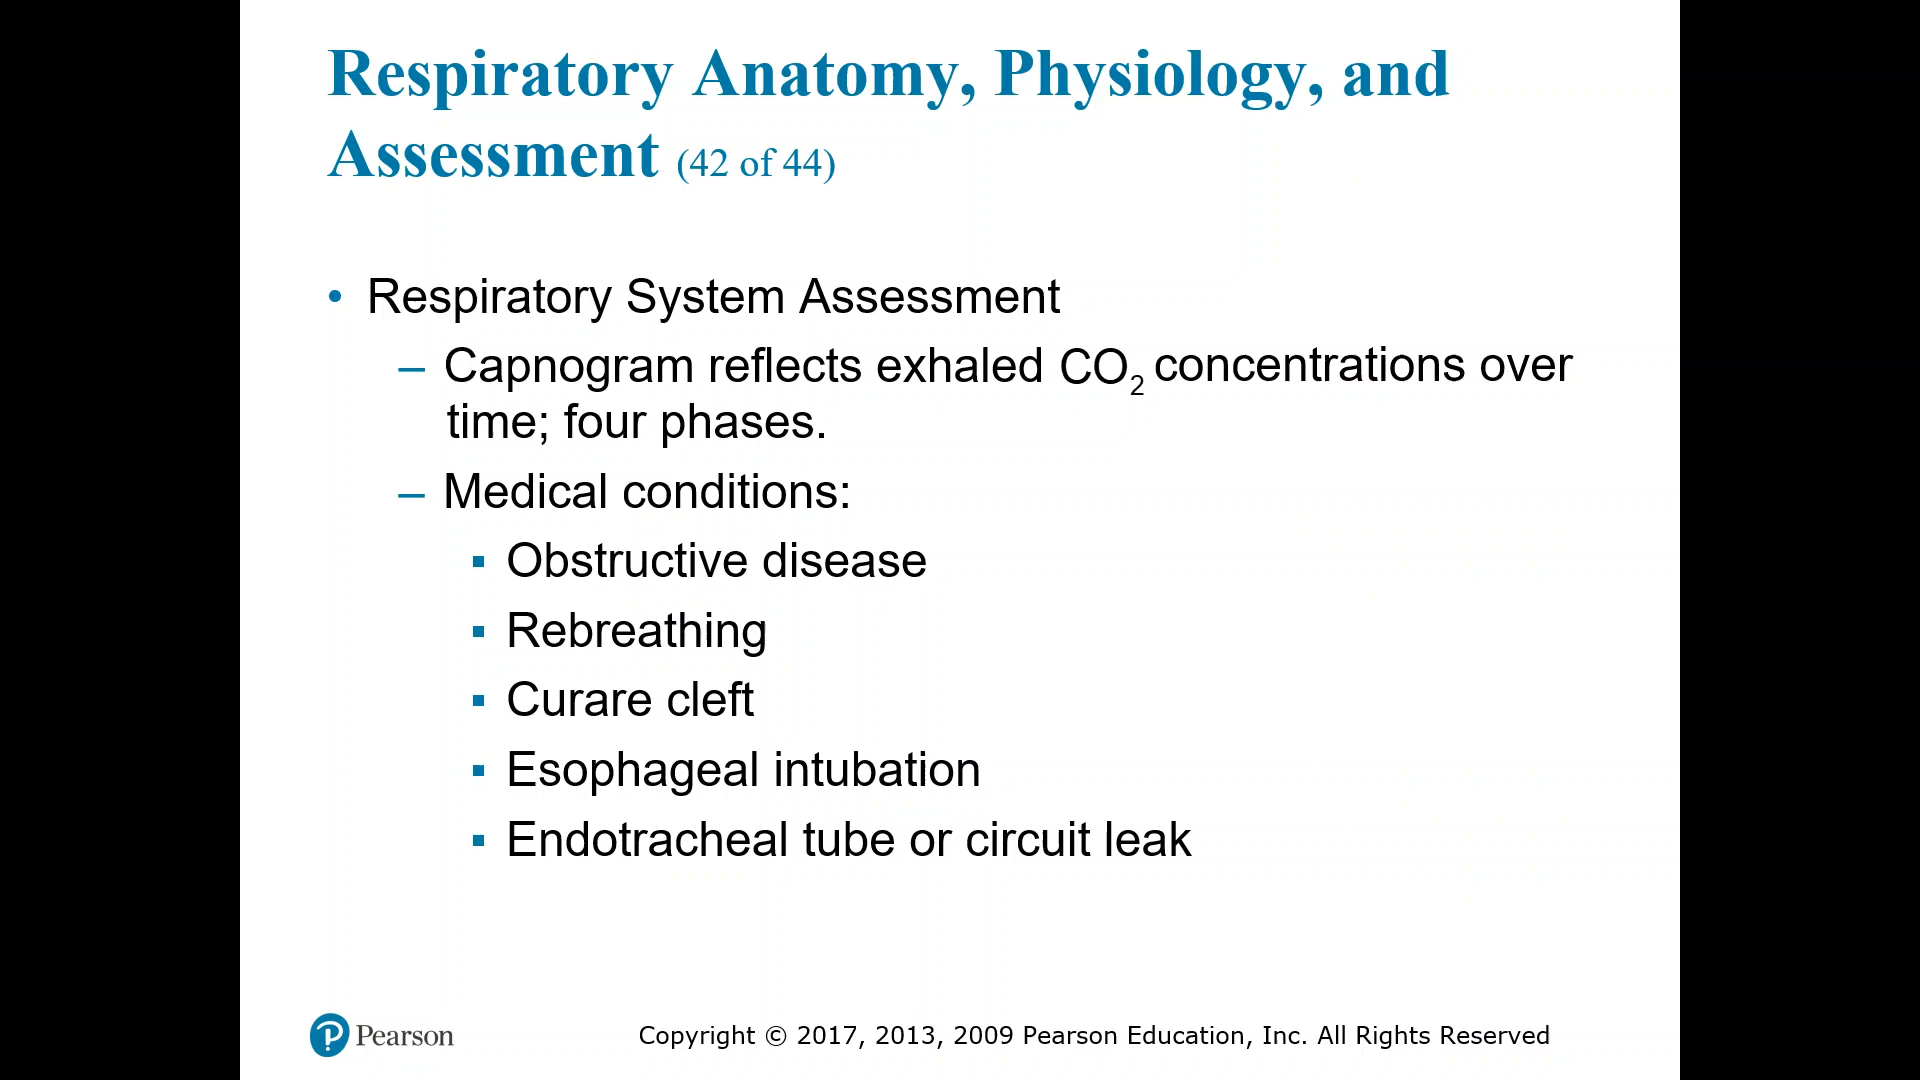 Respiratory Anatomy, Physiology, and
Assessment (42 of 44)
• Respiratory System Assessment
– Capnogram reflects exhaled CO₂ concentrations over
time; four phases.
– Medical conditions:
▪ Obstructive disease
▪ Rebreathing
▪ Curare cleft
▪ Esophageal intubation
▪ Endotracheal tube or circuit leak
Pearson
Copyright © 2017, 2013, 2009 Pearson Education, Inc. All Rights Reserved